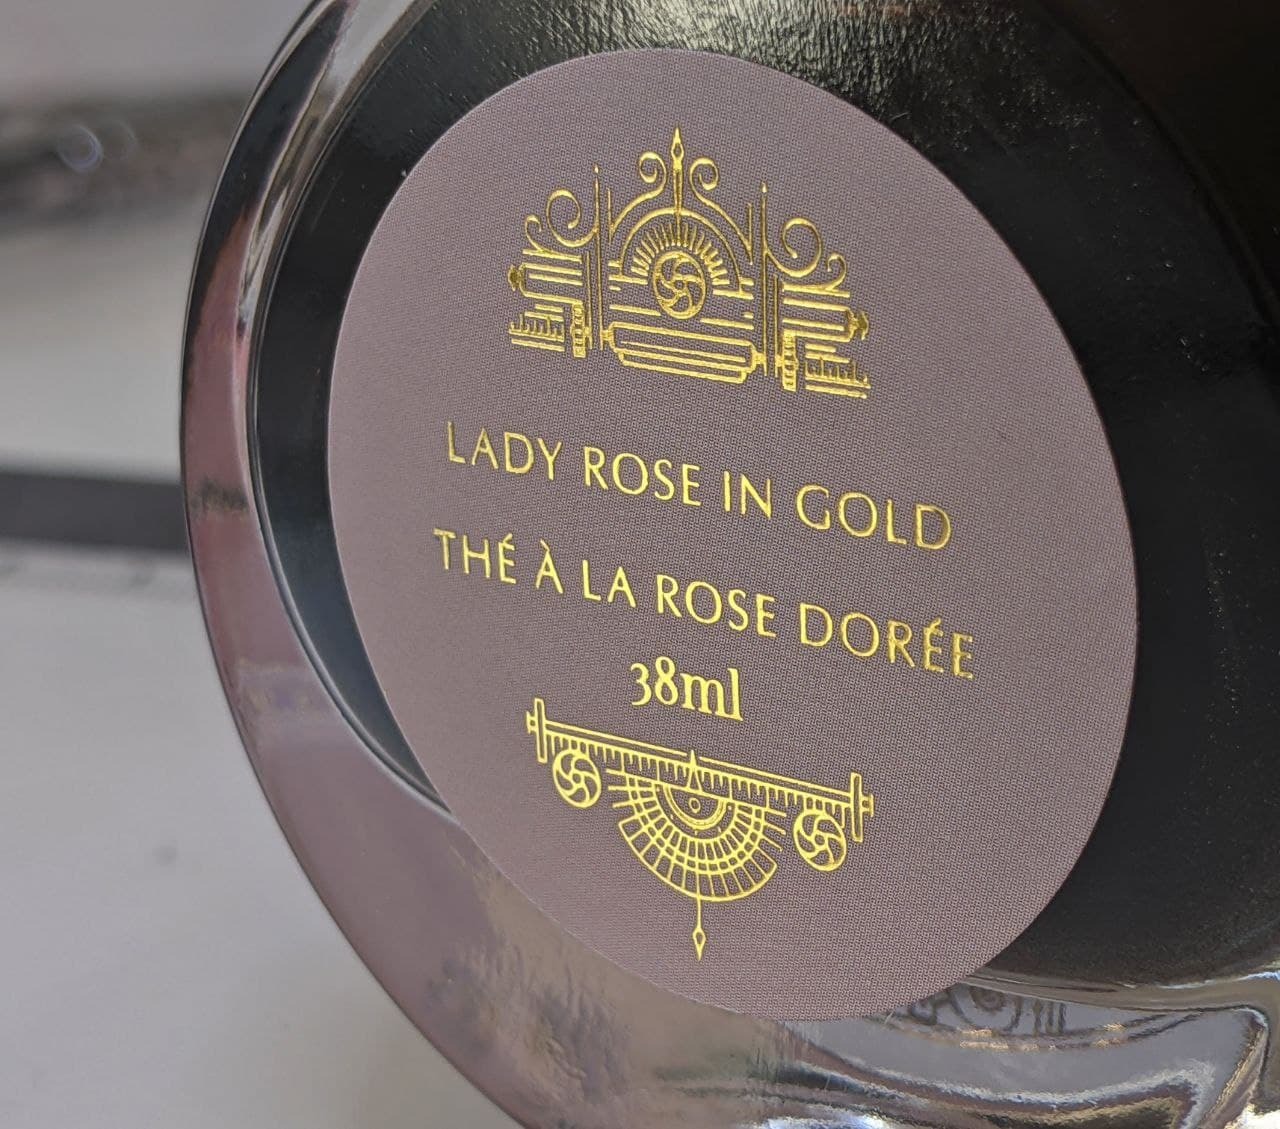 LADY ROSE IN GOLD
THÉ À LA ROSE DORÉE
38ml